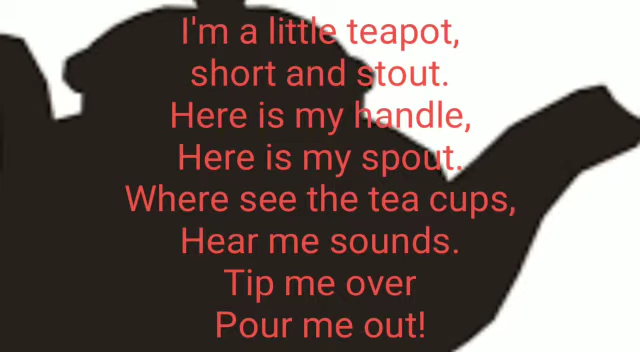 I'm a little teapot,
short and stout.
Here is my handle,
Here is my spout.
Where see the tea cups,
Hear me sounds.
Tip me over
Pour me out!